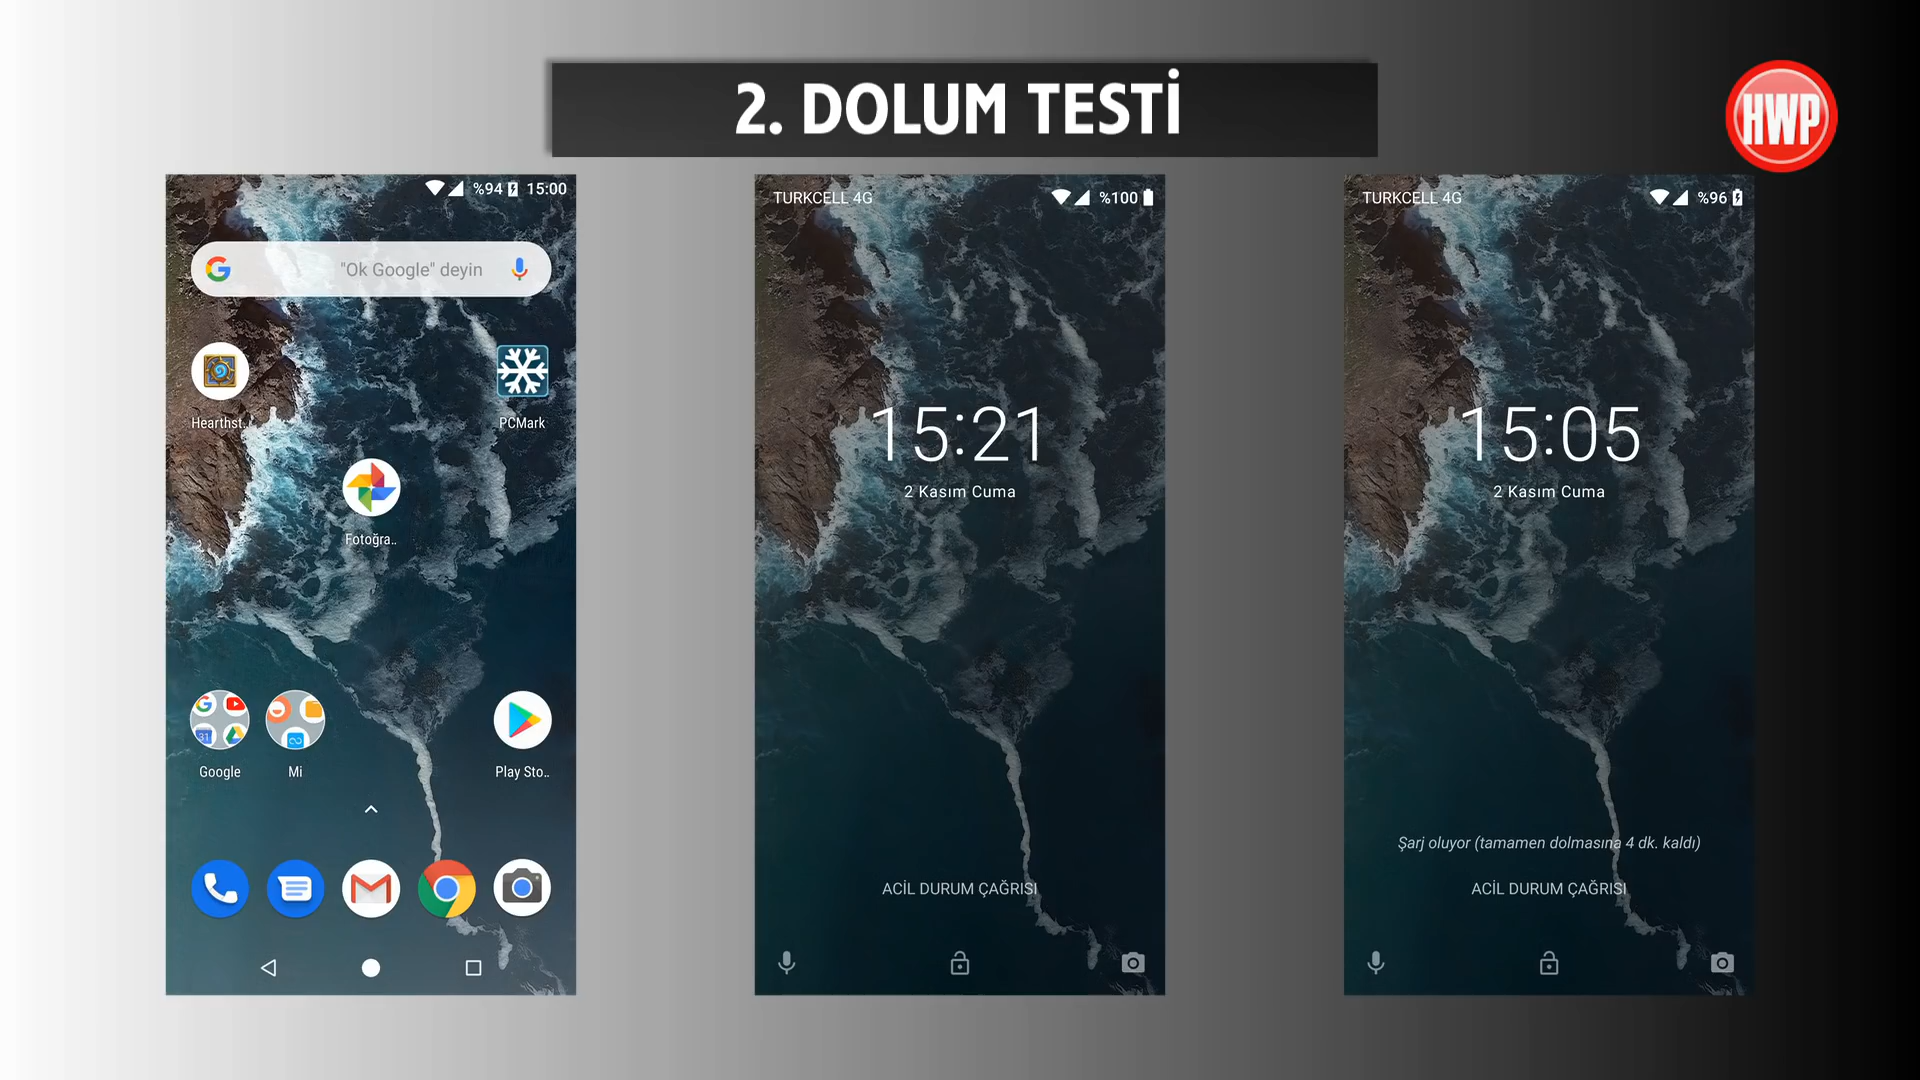 2. DOLUM TESTİ
HWP
%94 15:00
"Ok Google" deyin
Hearthst..
PCMark
Fotoğra..
31
Google
Mi
Play Sto..
TURKCELL 4G
%100
15:21
2 Kasım Cuma
ACİL DURUM ÇAĞRISI
TURKCELL 4G
%96
15:05
2 Kasım Cuma
Şarj oluyor (tamamen dolmasına 4 dk. kaldı)
ACİL DURUM ÇAĞRISI